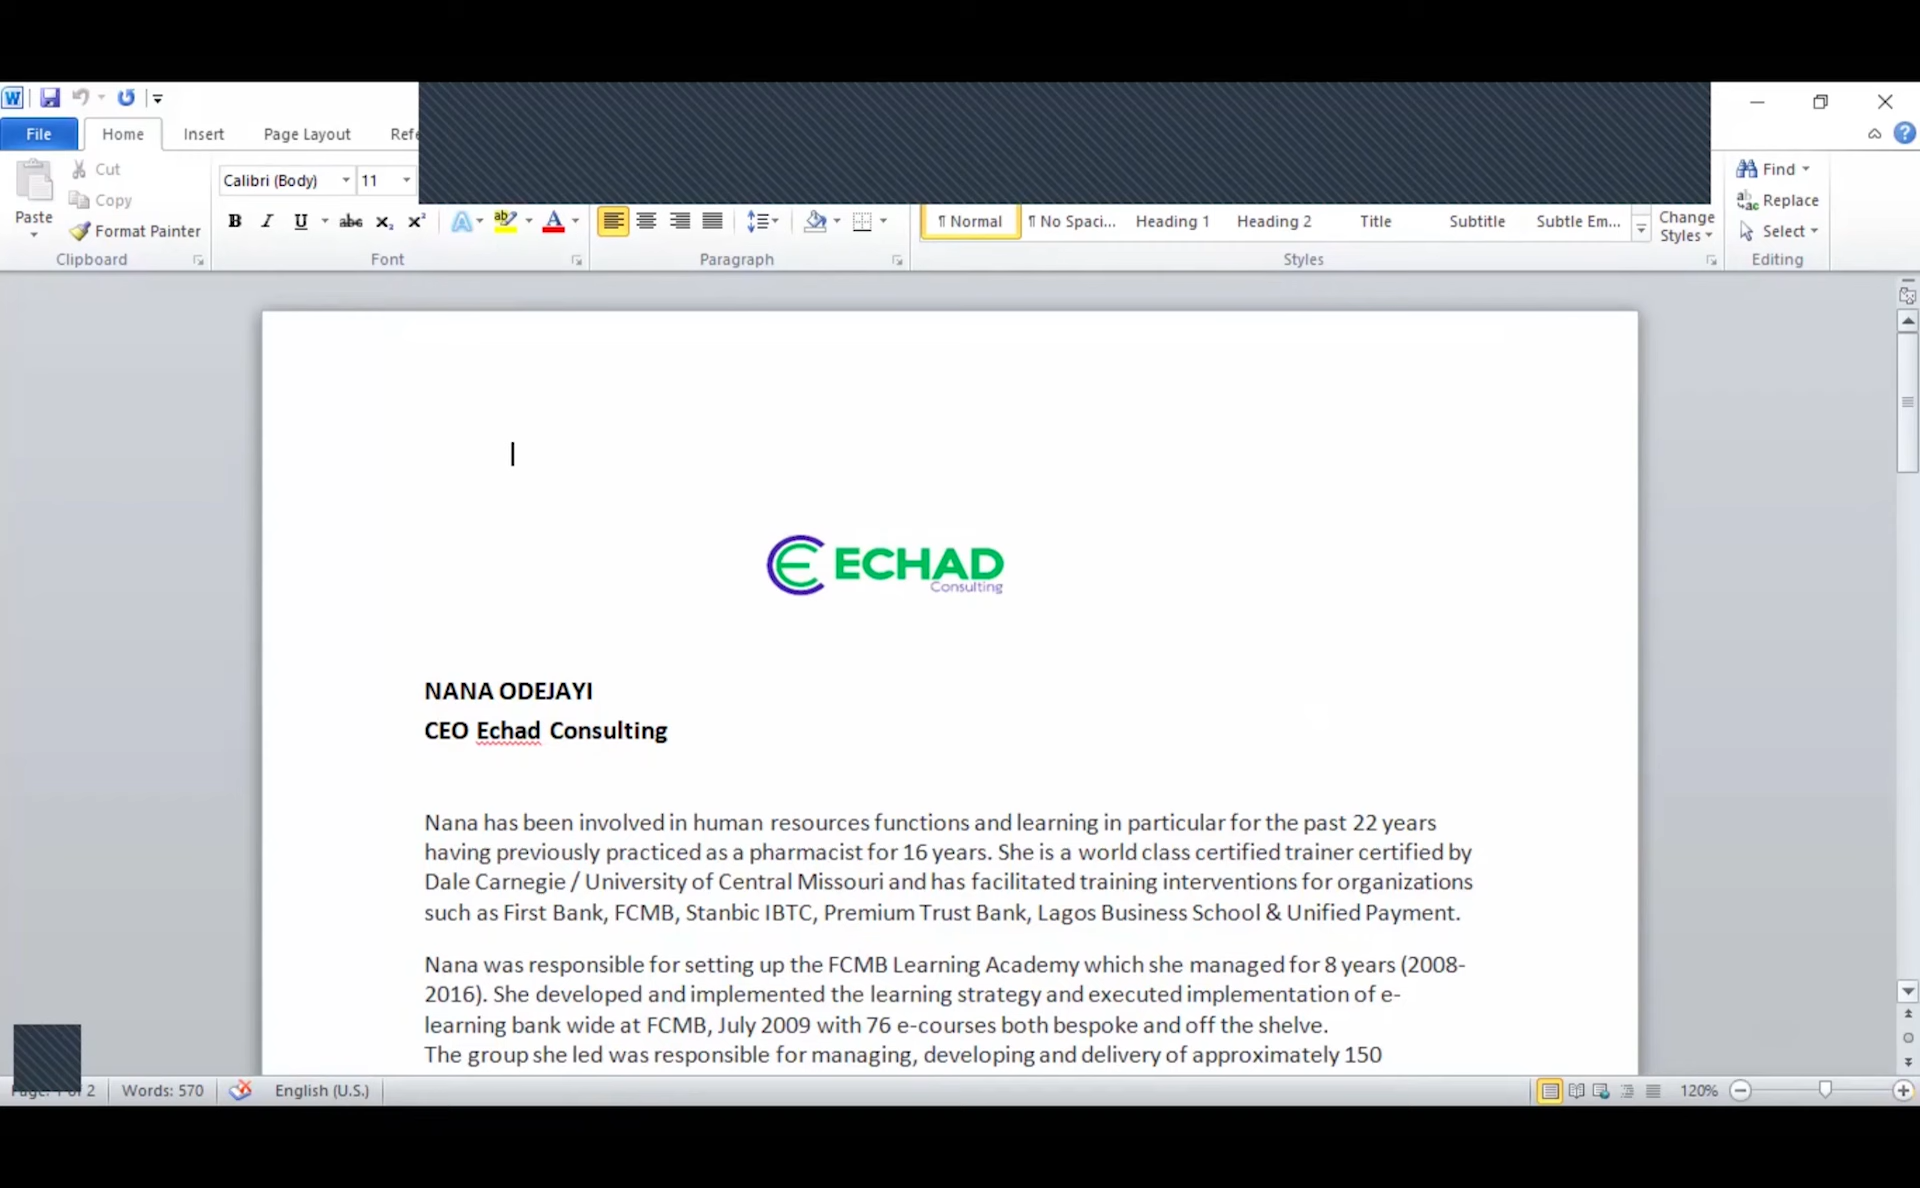 File Home Insert Page Layout
Calibri (Body) 11
Cut
Copy
Paste
Format Painter
B I U abc X₂ X²
¶ Normal ¶ No Spaci... Heading 1 Heading 2 Title Subtitle Subtle Em...
Change Styles
Find
Replace
Select
Clipboard Font Paragraph Styles Editing
ECHAD
Consulting
NANA ODEJAYI
CEO Echad Consulting
Nana has been involved in human resources functions and learning in particular for the past 22 years
having previously practiced as a pharmacist for 16 years. She is a world class certified trainer certified by
Dale Carnegie / University of Central Missouri and has facilitated training interventions for organizations
such as First Bank, FCMB, Stanbic IBTC, Premium Trust Bank, Lagos Business School & Unified Payment.
Nana was responsible for setting up the FCMB Learning Academy which she managed for 8 years (2008-
2016). She developed and implemented the learning strategy and executed implementation of e-
learning bank wide at FCMB, July 2009 with 76 e-courses both bespoke and off the shelve.
The group she led was responsible for managing, developing and delivery of approximately 150
of 2 Words: 570 English (U.S.) 120%